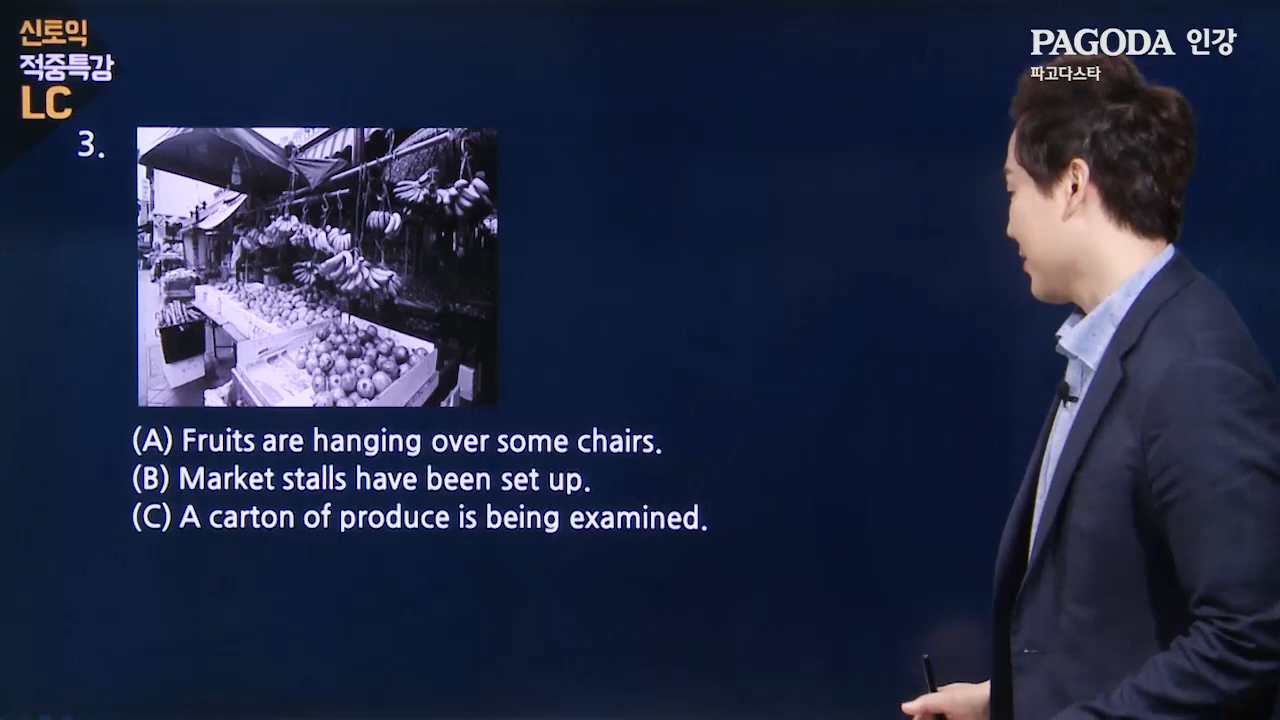 신토익
적중특강
LC
PAGODA 인강
파고다스타
3.
(A) Fruits are hanging over some chairs.
(B) Market stalls have been set up.
(C) A carton of produce is being examined.